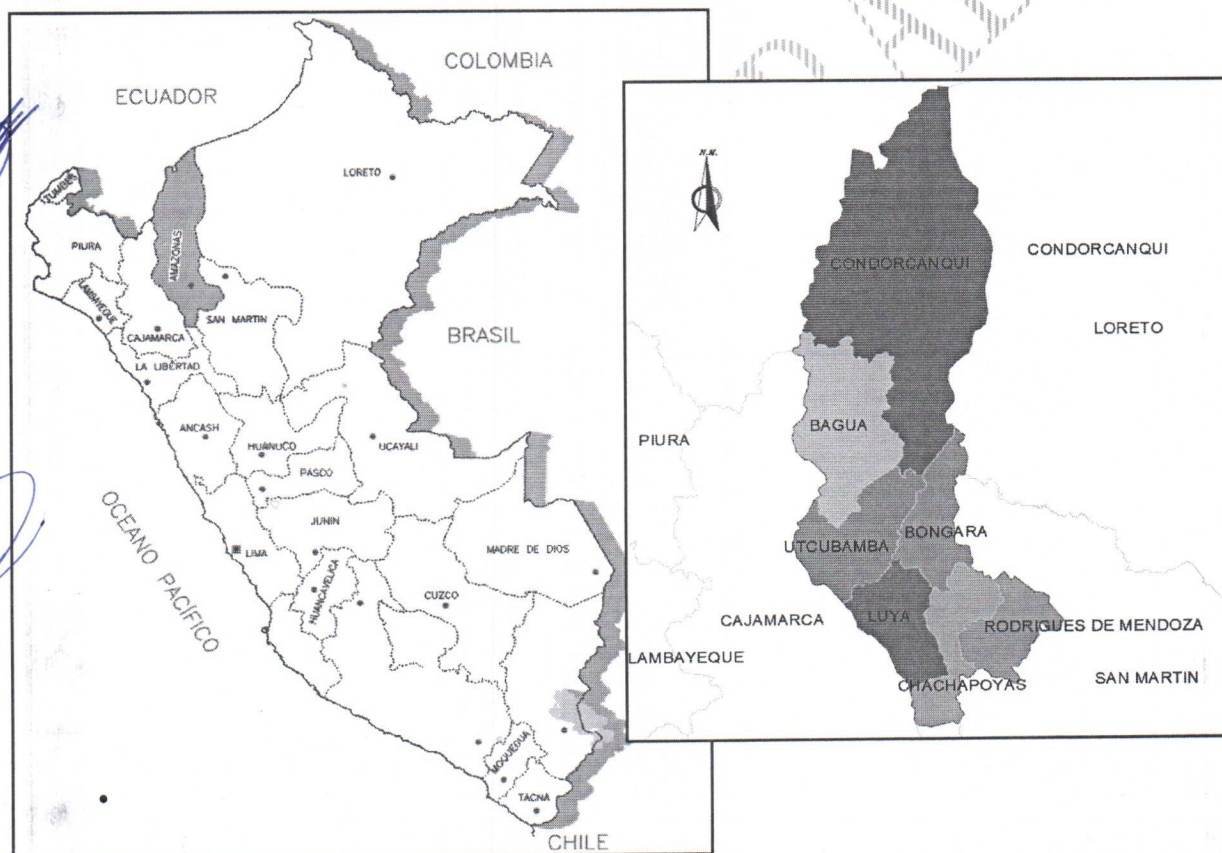 COLOMBIA
ECUADOR
LORETO
TUMBES
PIURA
AMAZONAS
LAMBAYEQUE
SAN MARTIN
CAJAMARCA
BRASIL
LA LIBERTAD
ANCASH
HUANUCO
UCAYALI
PASCO
OCEANO PACÍFICO
JUNIN
LIMA
MADRE DE DIOS
HUANCAVELICA
CUZCO
MOQUEGUA
TACNA
CHILE
N.M.
CONDORCANQUI
CONDORCANQUI
LORETO
BAGUA
PIURA
BONGARA
UTCUBAMBA
CAJAMARCA
LUYA
RODRIGUES DE MENDOZA
LAMBAYEQUE
CHACHAPOYAS
SAN MARTIN